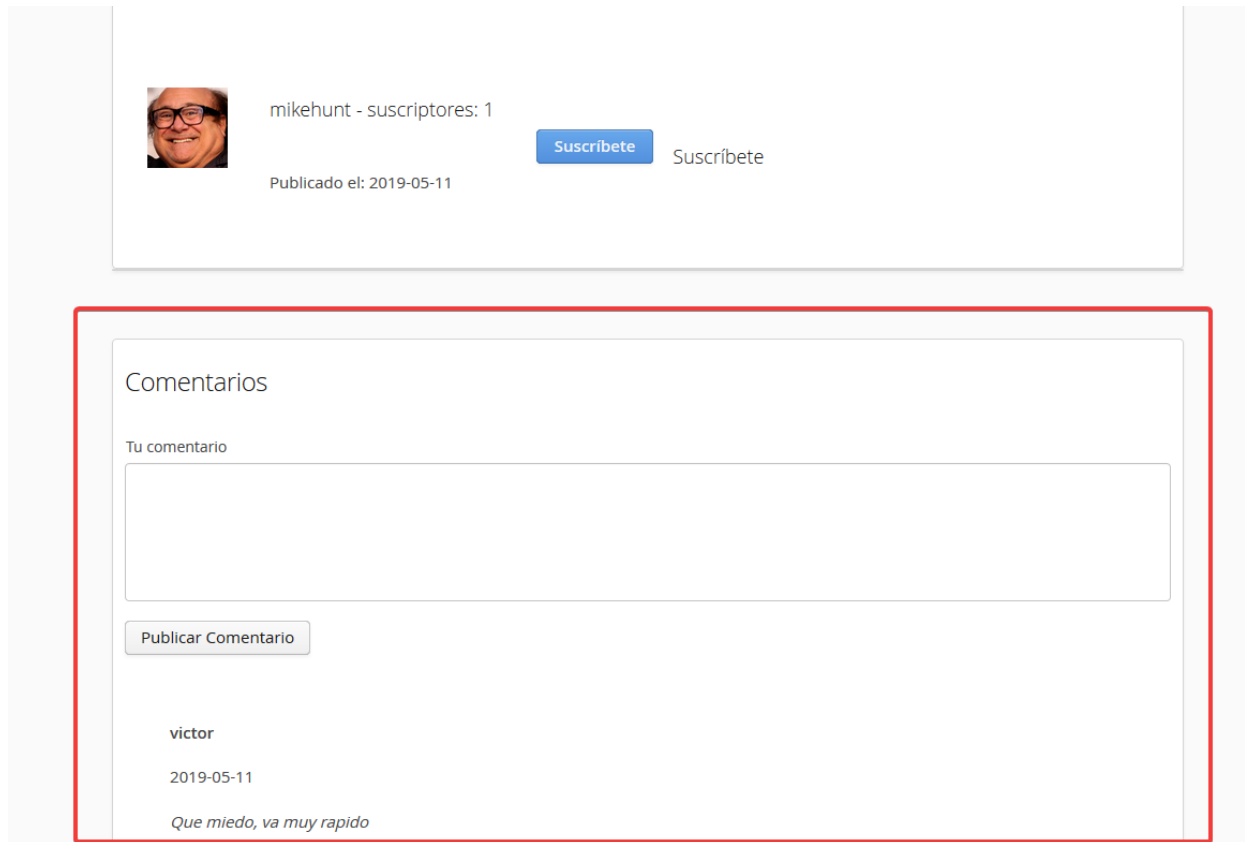 mikehunt - suscriptores: 1
Suscríbete
Suscríbete
Publicado el: 2019-05-11
Comentarios
Tu comentario
Publicar Comentario
victor
2019-05-11
Que miedo, va muy rapido